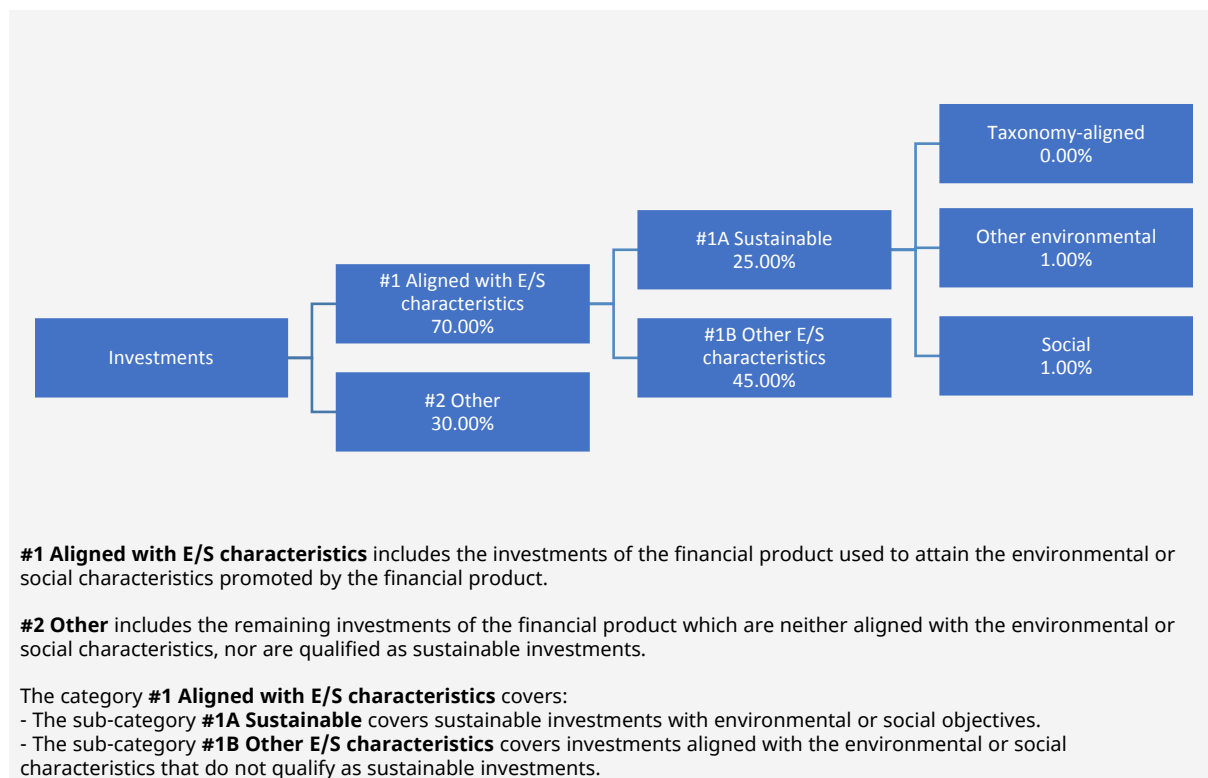 Investments
#1 Aligned with E/S
characteristics
70.00%
#2 Other
30.00%
#1A Sustainable
25.00%
#1B Other E/S
characteristics
45.00%
Taxonomy-aligned
0.00%
Other environmental
1.00%
Social
1.00%
#1 Aligned with E/S characteristics includes the investments of the financial product used to attain the environmental or
social characteristics promoted by the financial product.
#2 Other includes the remaining investments of the financial product which are neither aligned with the environmental or
social characteristics, nor are qualified as sustainable investments.
The category #1 Aligned with E/S characteristics covers:
- The sub-category #1A Sustainable covers sustainable investments with environmental or social objectives.
- The sub-category #1B Other E/S characteristics covers investments aligned with the environmental or social
characteristics that do not qualify as sustainable investments.